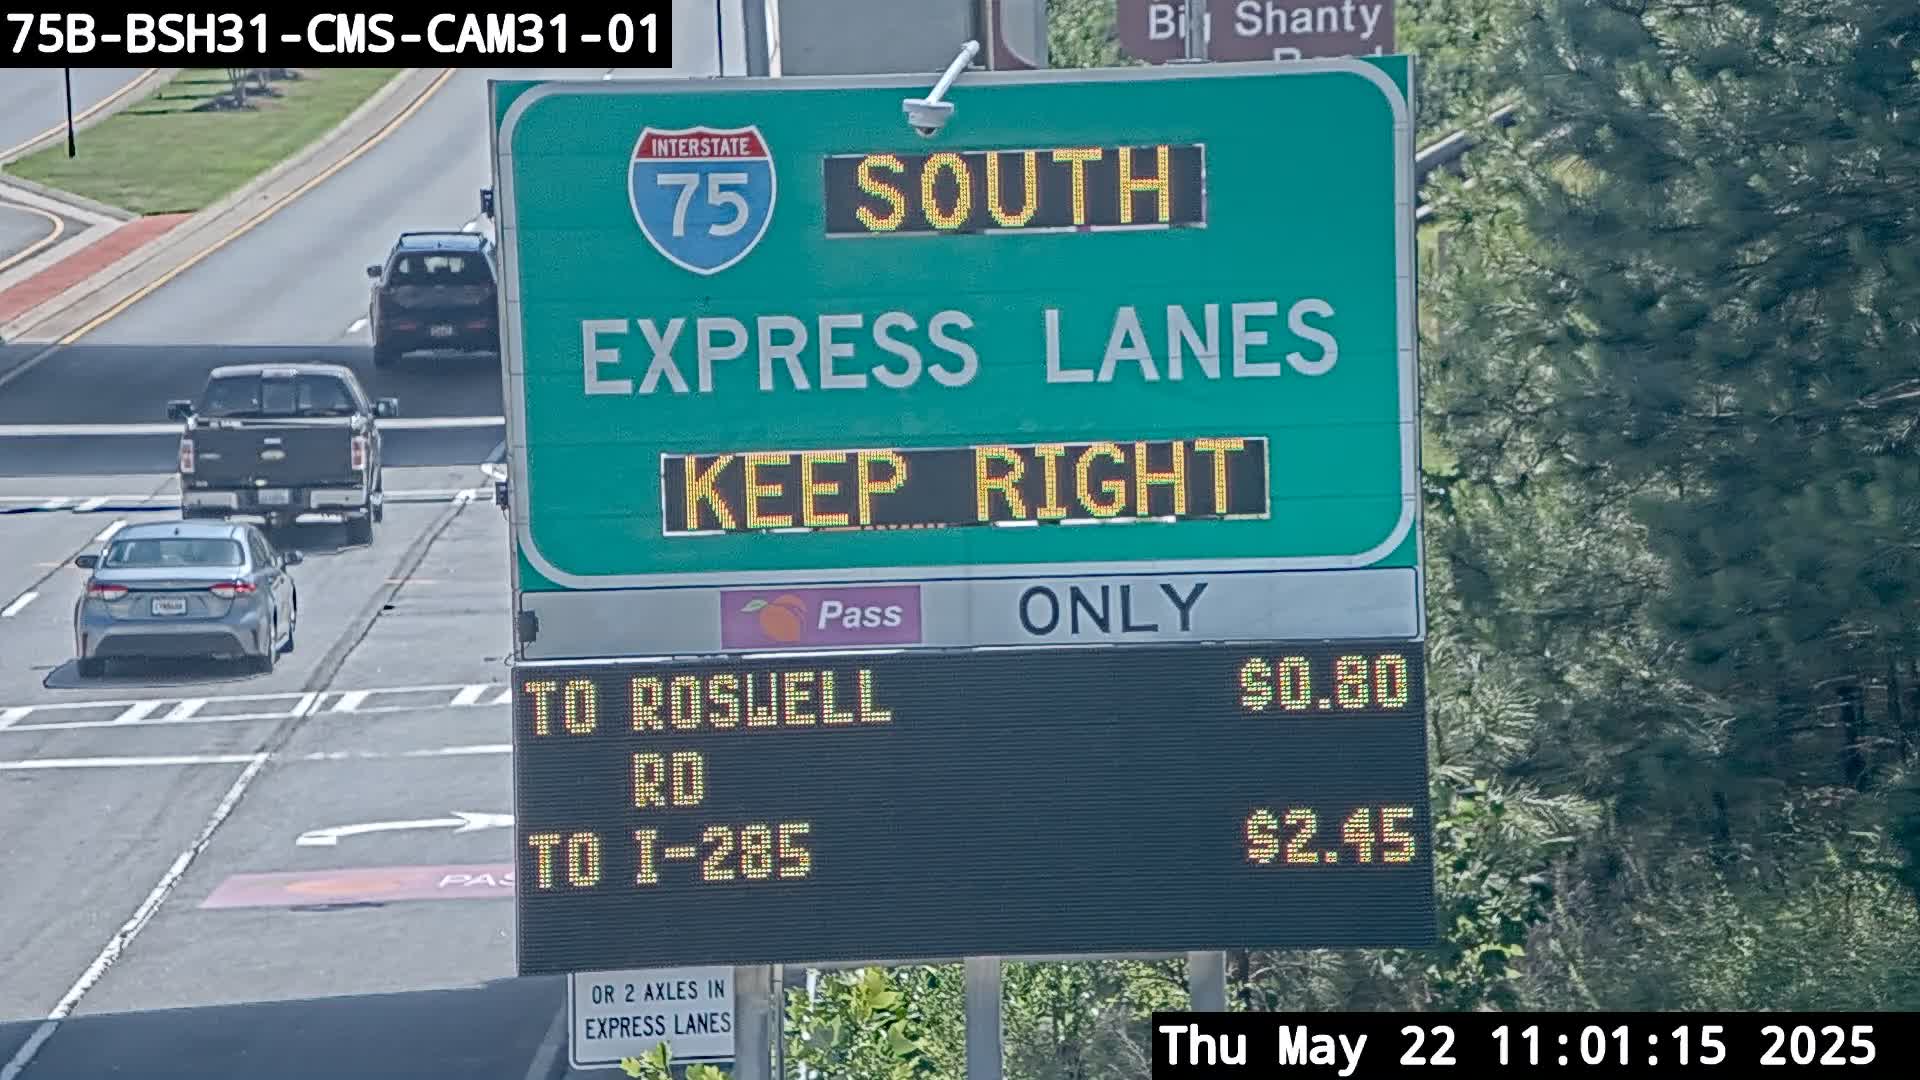 75B-BSH31-CMS-CAM31-01
Big Shanty
Road
INTERSTATE
75
SOUTH
EXPRESS LANES
KEEP RIGHT
Pass
ONLY
TO ROSWELL $0.80
RD
TO I-285 $2.45
PAS
OR 2 AXLES IN
EXPRESS LANES
Thu May 22 11:01:15 2025